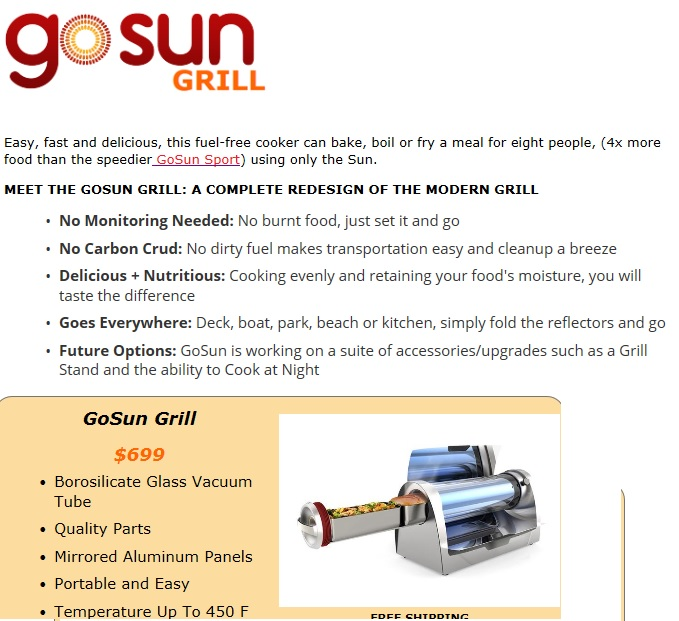 gosun
GRILL
Easy, fast and delicious, this fuel-free cooker can bake, boil or fry a meal for eight people, (4x more
food than the speedier GoSun Sport) using only the Sun.
MEET THE GOSUN GRILL: A COMPLETE REDESIGN OF THE MODERN GRILL
• No Monitoring Needed: No burnt food, just set it and go
• No Carbon Crud: No dirty fuel makes transportation easy and cleanup a breeze
• Delicious + Nutritious: Cooking evenly and retaining your food's moisture, you will
taste the difference
• Goes Everywhere: Deck, boat, park, beach or kitchen, simply fold the reflectors and go
• Future Options: GoSun is working on a suite of accessories/upgrades such as a Grill
Stand and the ability to Cook at Night
GoSun Grill
$699
• Borosilicate Glass Vacuum
Tube
• Quality Parts
• Mirrored Aluminum Panels
• Portable and Easy
• Temperature Up To 450 F
FREE SHIPPING